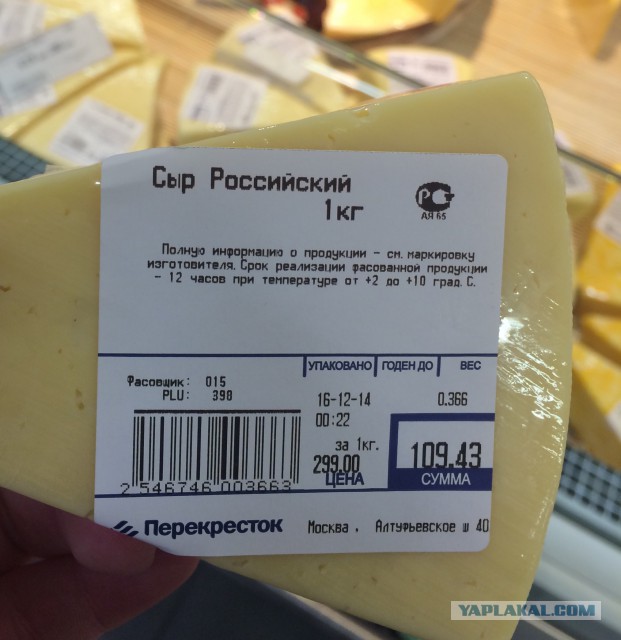 Сыр Российский
1кг
РС
АЯ 65
Полную информацию о продукции - см. маркировку
изготовителя. Срок реализации фасованной продукции
- 12 часов при температуре от +2 до +10 град. С.
УПАКОВАНО ГОДЕН ДО ВЕС
Фасовщик: 015
PLU: 398
16-12-14 0.366
00:22
за 1кг.
299.00 109.43
ЦЕНА СУММА
2 546746 003663
Перекресток Москва , Алтуфьевское ш 40
YAPLAKAL.COM